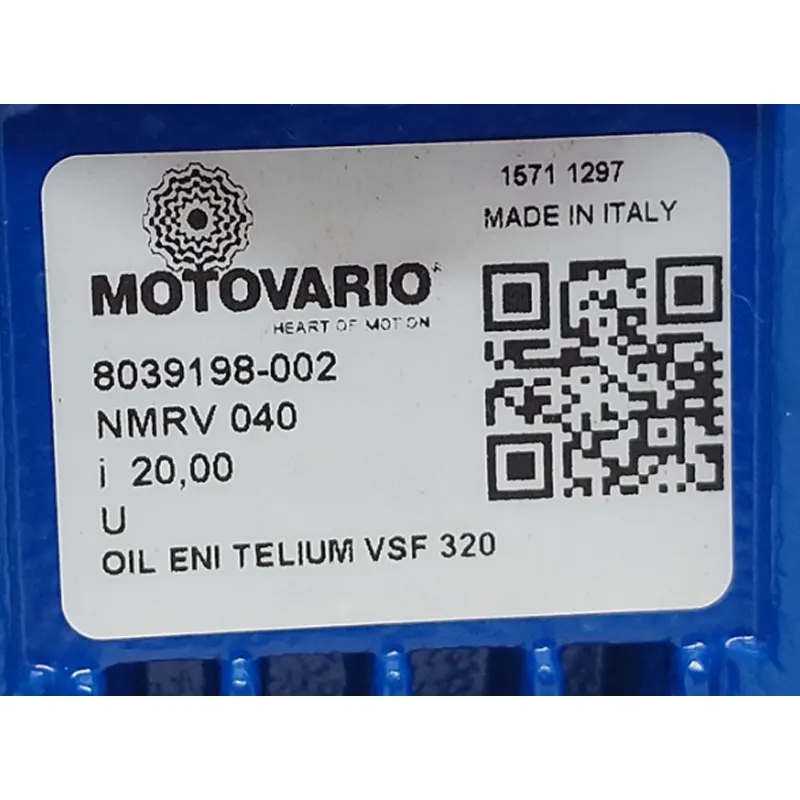 1571 1297
MADE IN ITALY
MOTOVARIO
HEART OF MOTION
8039198-002
NMRV 040
i 20,00
U
OIL ENI TELIUM VSF 320